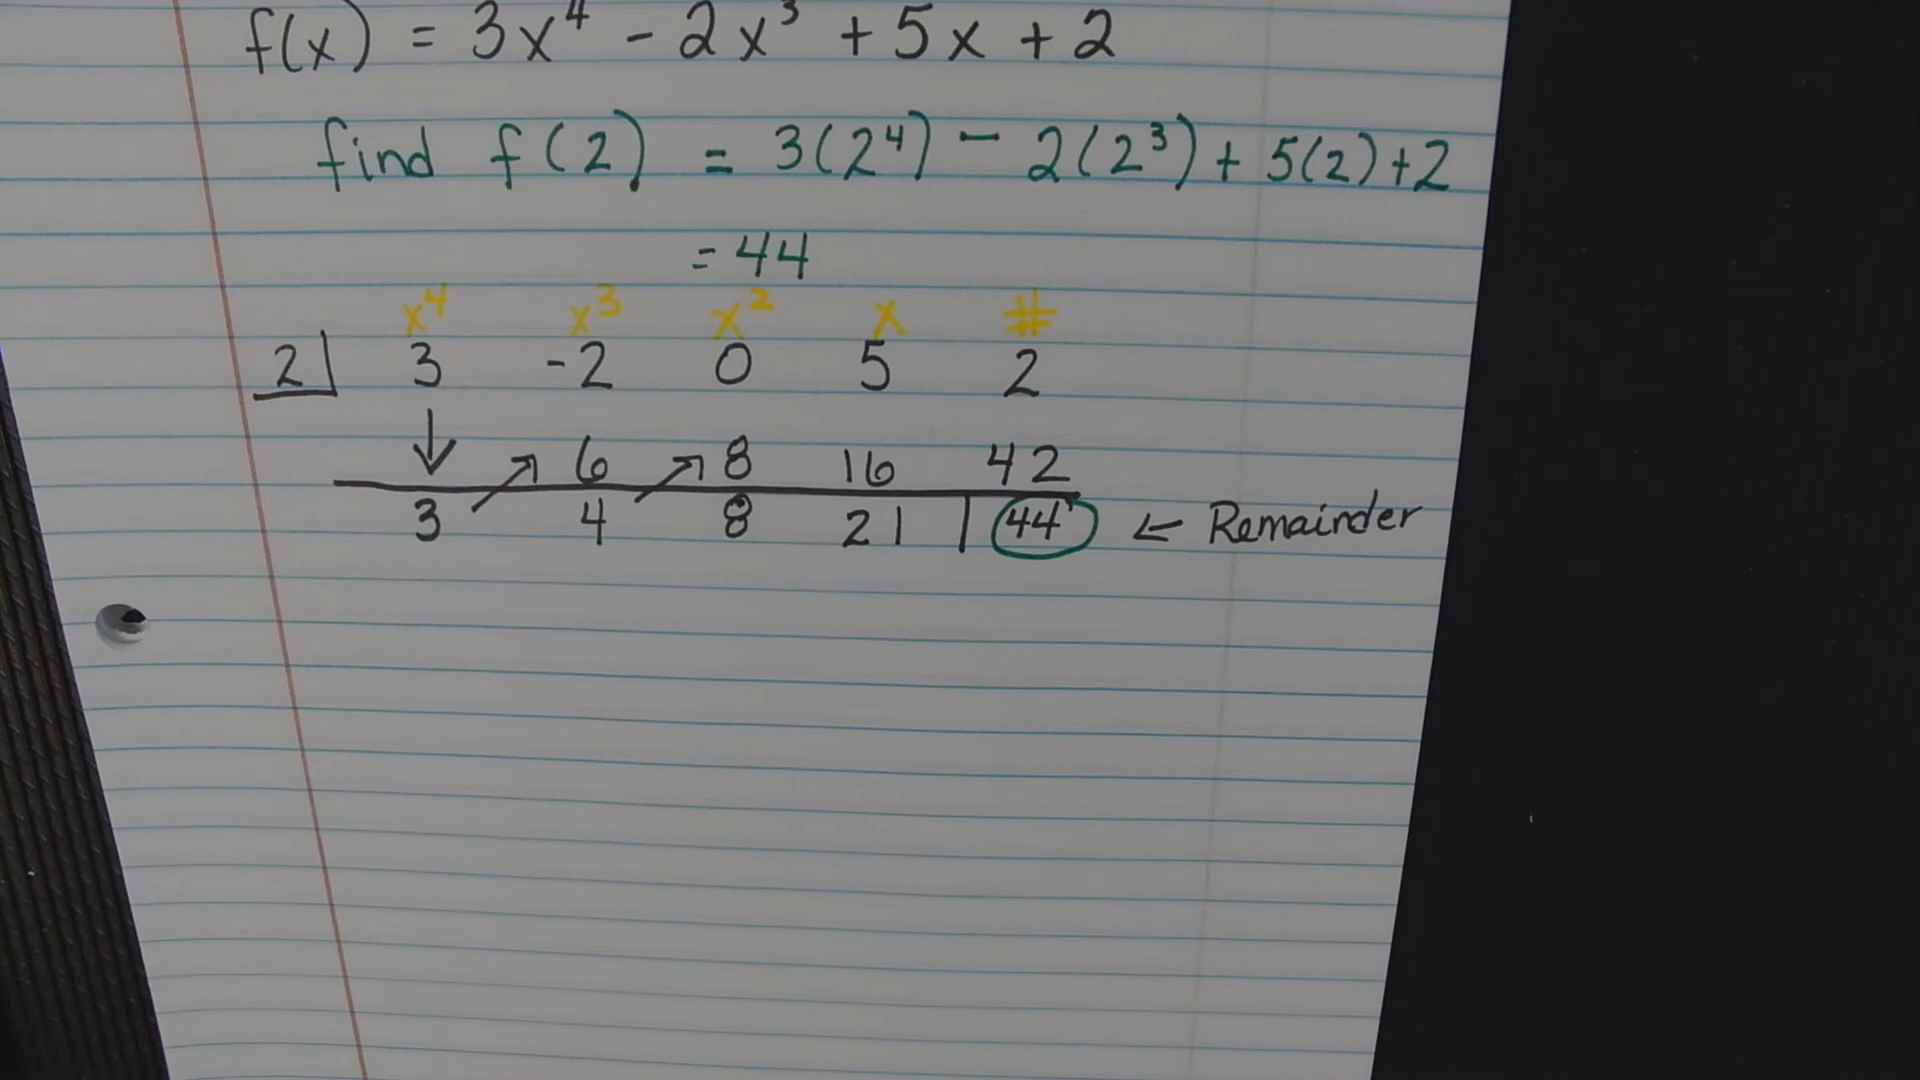 f(x) = 3x⁴ - 2x³ + 5x + 2
find f(2) = 3(2⁴) - 2(2³) + 5(2) + 2
= 44
x⁴ x³ x² x #
2 3 -2 0 5 2
↓ ↗ 6 ↗ 8 16 42
3 4 8 21 | 44 ← Remainder